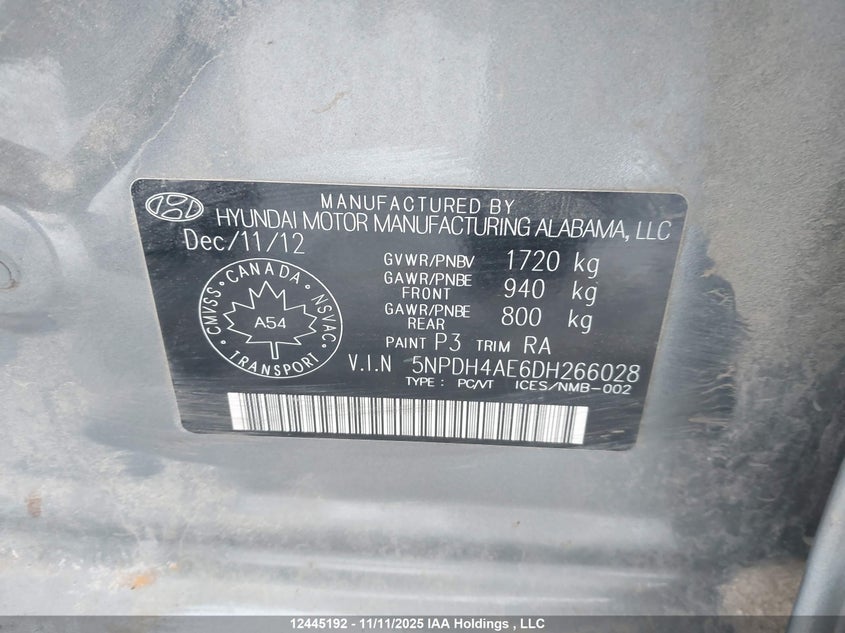 MANUFACTURED BY
HYUNDAI MOTOR MANUFACTURING ALABAMA, LLC
Dec/11/12
GVWR/PNBV 1720 kg
GAWR/PNBE FRONT 940 kg
GAWR/PNBE REAR 800 kg
PAINT P3 TRIM RA
CMVSS · CANADA · NSVAC
A54
TRANSPORT
V.I.N 5NPDH4AE6DH266028
TYPE : PC/VT ICES/NMB-002
12445192 - 11/11/2025 IAA Holdings , LLC